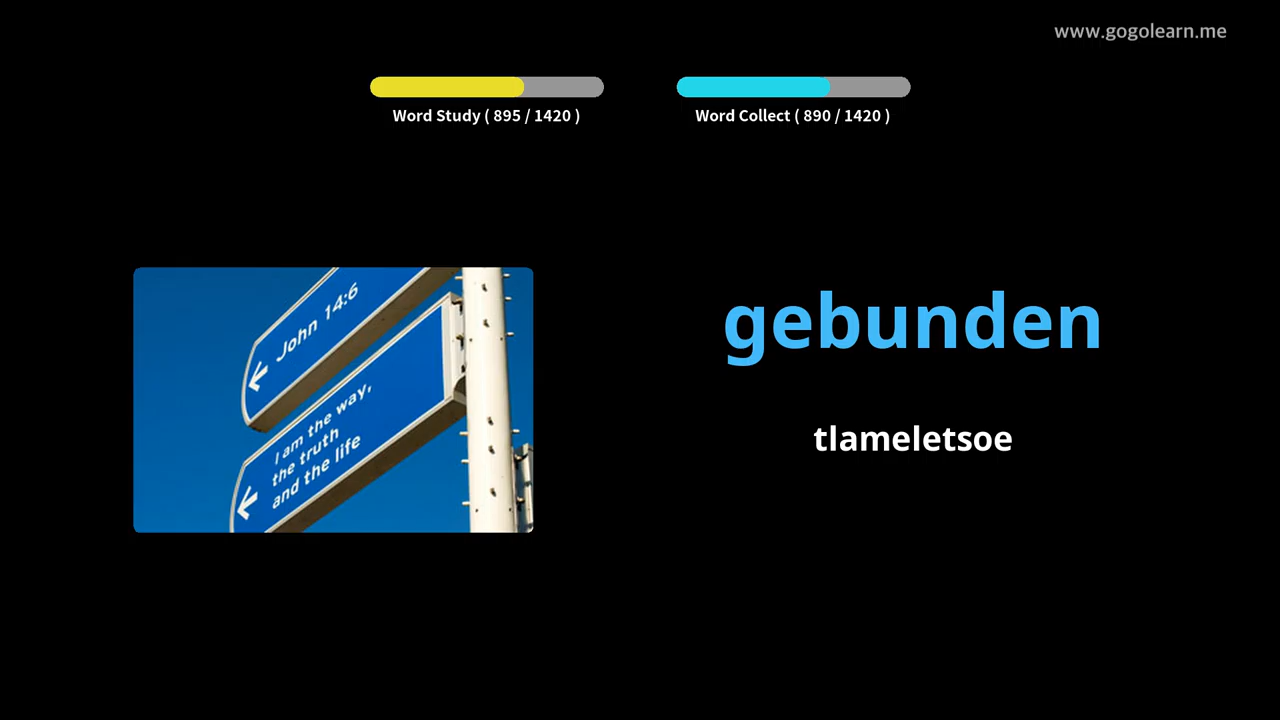 www.gogolearn.me
Word Study ( 895 / 1420 )
Word Collect ( 890 / 1420 )
John 14:6
I am the way,
the truth
and the life
gebunden
tlameletsoe